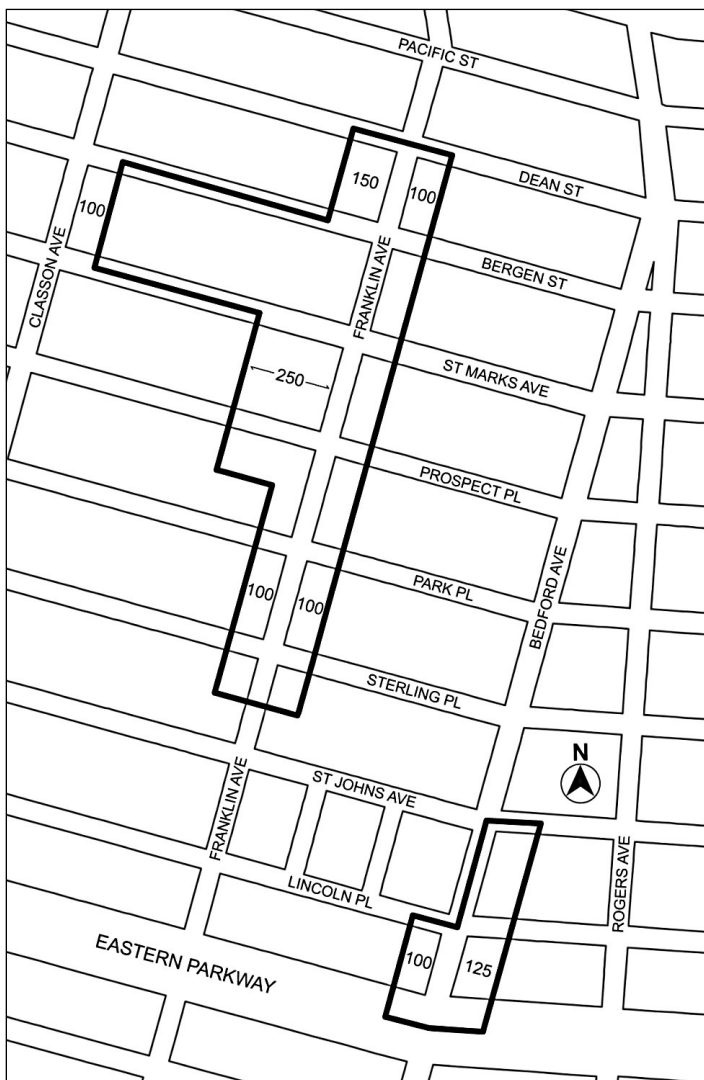 PACIFIC ST
150
100
DEAN ST
100
CLASSON AVE
FRANKLIN AVE
BERGEN ST
250
ST MARKS AVE
PROSPECT PL
BEDFORD AVE
100
100
PARK PL
STERLING PL
N
FRANKLIN AVE
ST JOHNS AVE
ROGERS AVE
LINCOLN PL
EASTERN PARKWAY
100
125